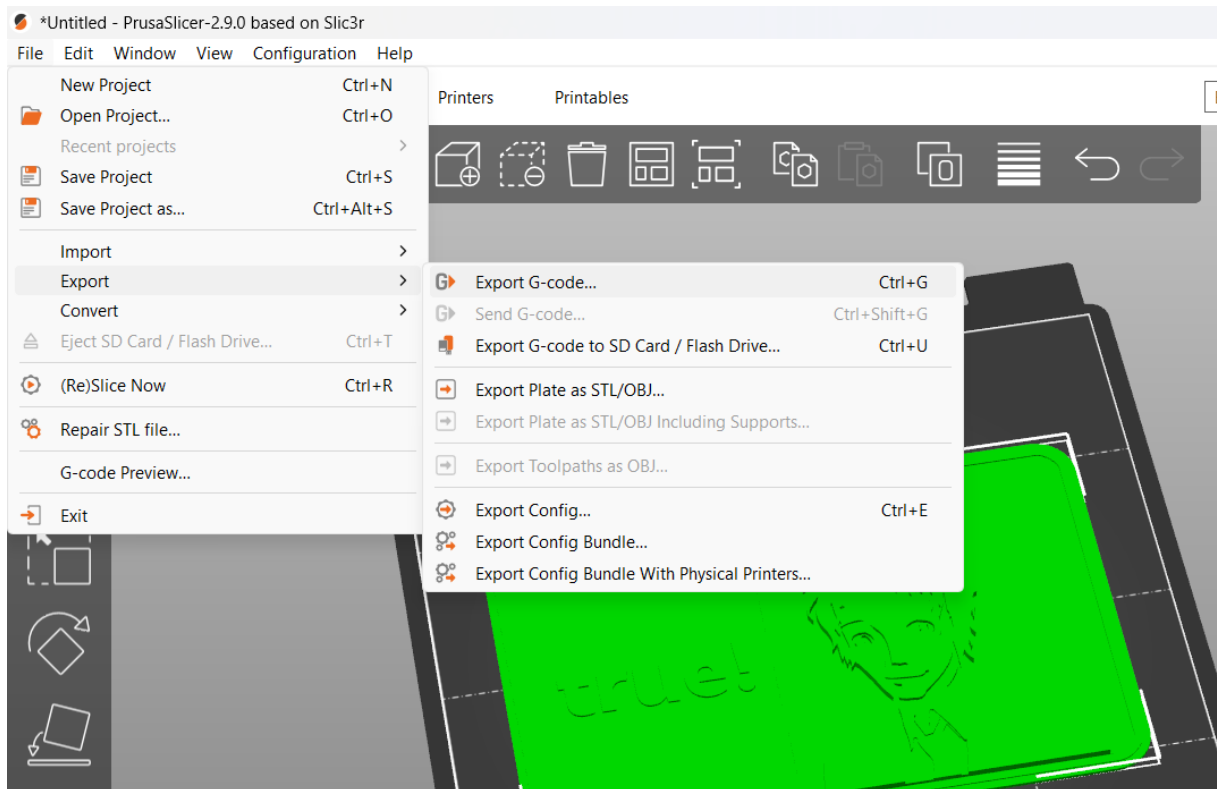 *Untitled - PrusaSlicer-2.9.0 based on Slic3r
File Edit Window View Configuration Help
Printers Printables
New Project Ctrl+N
Open Project... Ctrl+O
Recent projects
Save Project Ctrl+S
Save Project as... Ctrl+Alt+S
Import
Export
Convert
Eject SD Card / Flash Drive... Ctrl+T
(Re)Slice Now Ctrl+R
Repair STL file...
G-code Preview...
Exit
Export G-code... Ctrl+G
Send G-code... Ctrl+Shift+G
Export G-code to SD Card / Flash Drive... Ctrl+U
Export Plate as STL/OBJ...
Export Plate as STL/OBJ Including Supports...
Export Toolpaths as OBJ...
Export Config... Ctrl+E
Export Config Bundle...
Export Config Bundle With Physical Printers...